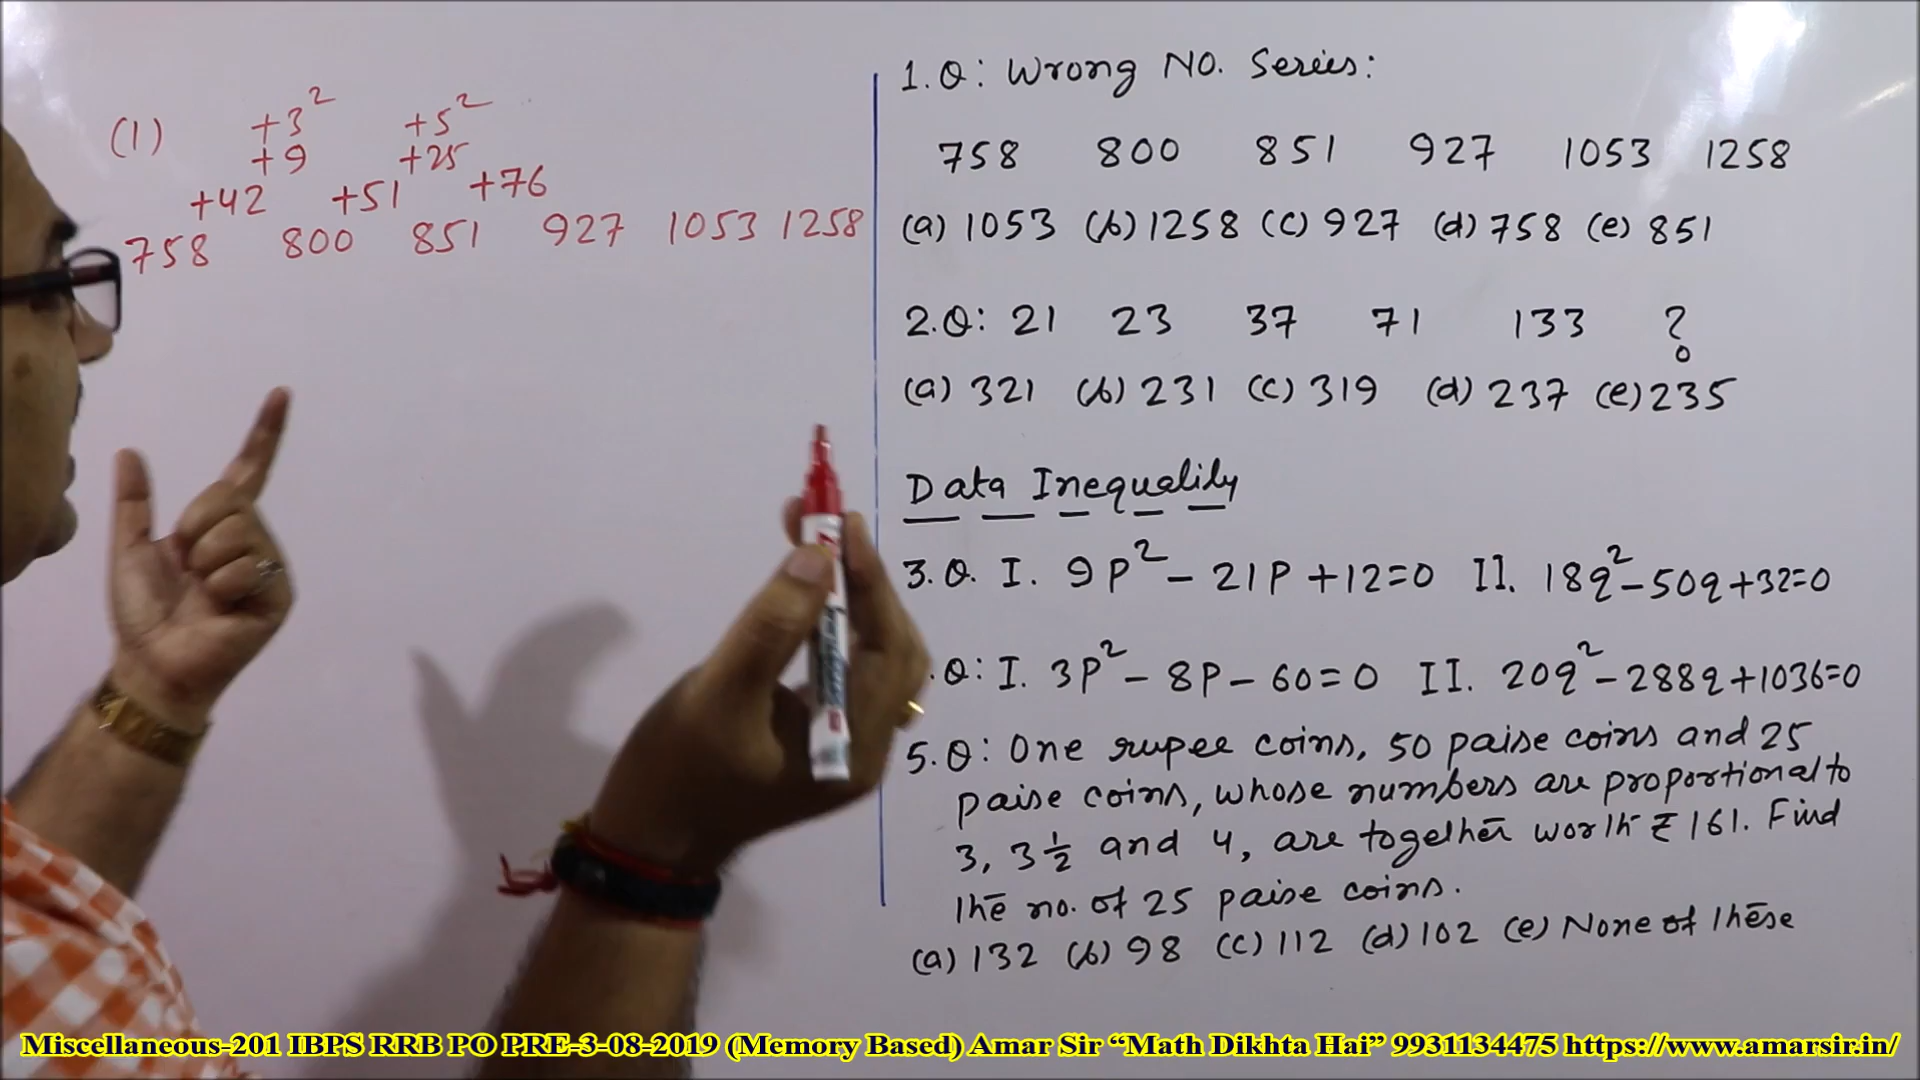 (1) +3² +5²
+9 +25
+42 +51 +76
758 800 851 927 1053 1258
1.Q: Wrong NO. Series:
758 800 851 927 1053 1258
(a) 1053 (b) 1258 (c) 927 (d) 758 (e) 851
2.Q: 21 23 37 71 133 ?
(a) 321 (b) 231 (c) 319 (d) 237 (e) 235
Data Inequality
3.Q. I. 9p² - 21p + 12 = 0 II. 18q² - 50q + 32 = 0
.Q: I. 3p² - 8p - 60 = 0 II. 20q² - 288q + 1036 = 0
5.Q: One rupee coins, 50 paise coins and 25
paise coins, whose numbers are proportional to
3, 3 1/2 and 4, are together worth ₹ 161. Find
the no. of 25 paise coins.
(a) 132 (b) 98 (c) 112 (d) 102 (e) None of these
Miscellaneous-201 IBPS RRB PO PRE-3-08-2019 (Memory Based) Amar Sir “Math Dikhta Hai” 9931134475 https://www.amarsir.in/